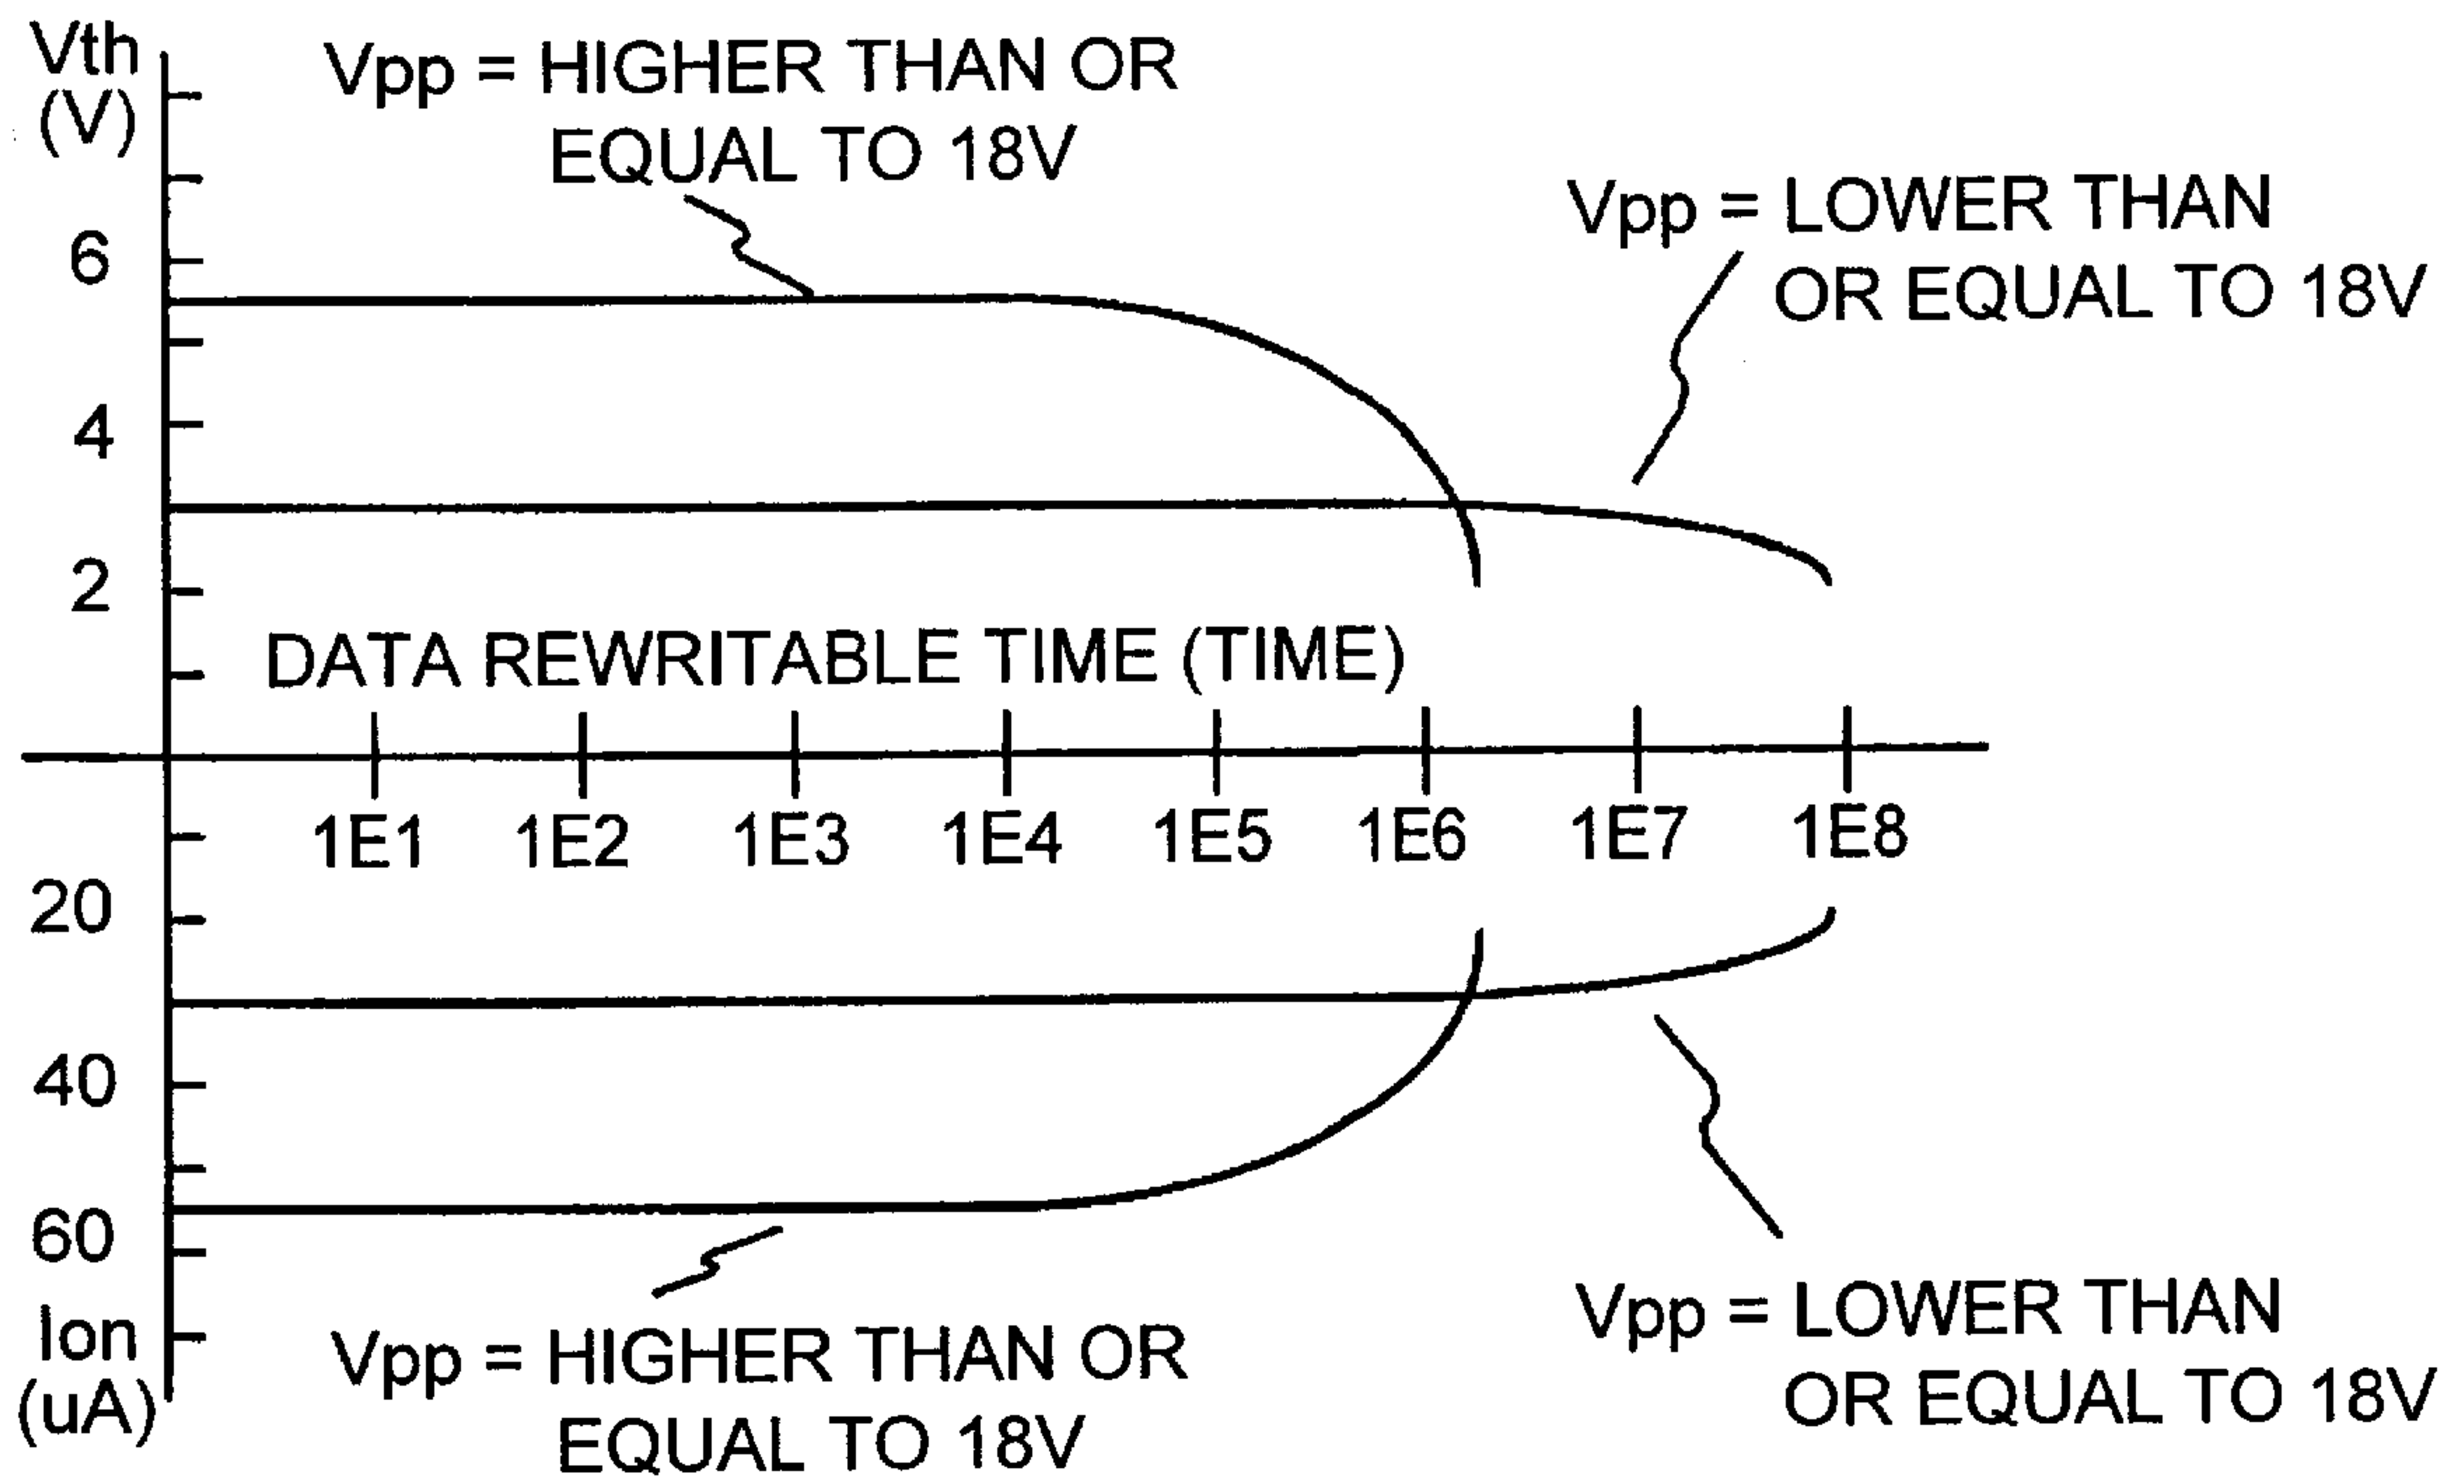 Vth
(V)
Vpp = HIGHER THAN OR
EQUAL TO 18V
Vpp = LOWER THAN
OR EQUAL TO 18V
6
4
2
DATA REWRITABLE TIME (TIME)
1E1 1E2 1E3 1E4 1E5 1E6 1E7 1E8
20
40
60
Ion
(uA)
Vpp = HIGHER THAN OR
EQUAL TO 18V
Vpp = LOWER THAN
OR EQUAL TO 18V